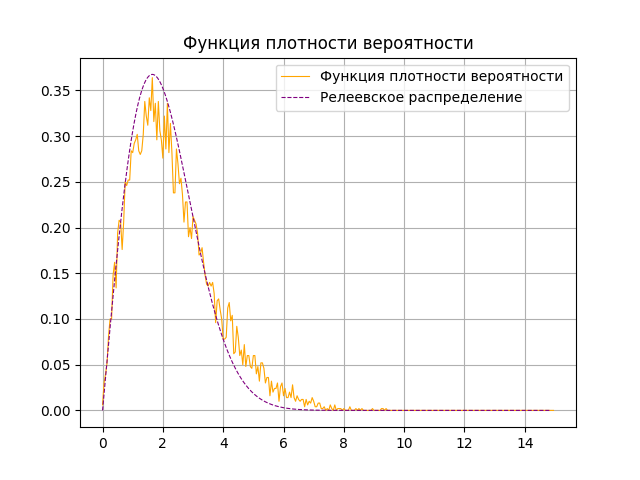 Функция плотности вероятности
Функция плотности вероятности
Релеевское распределение
0.35
0.30
0.25
0.20
0.15
0.10
0.05
0.00
0 2 4 6 8 10 12 14